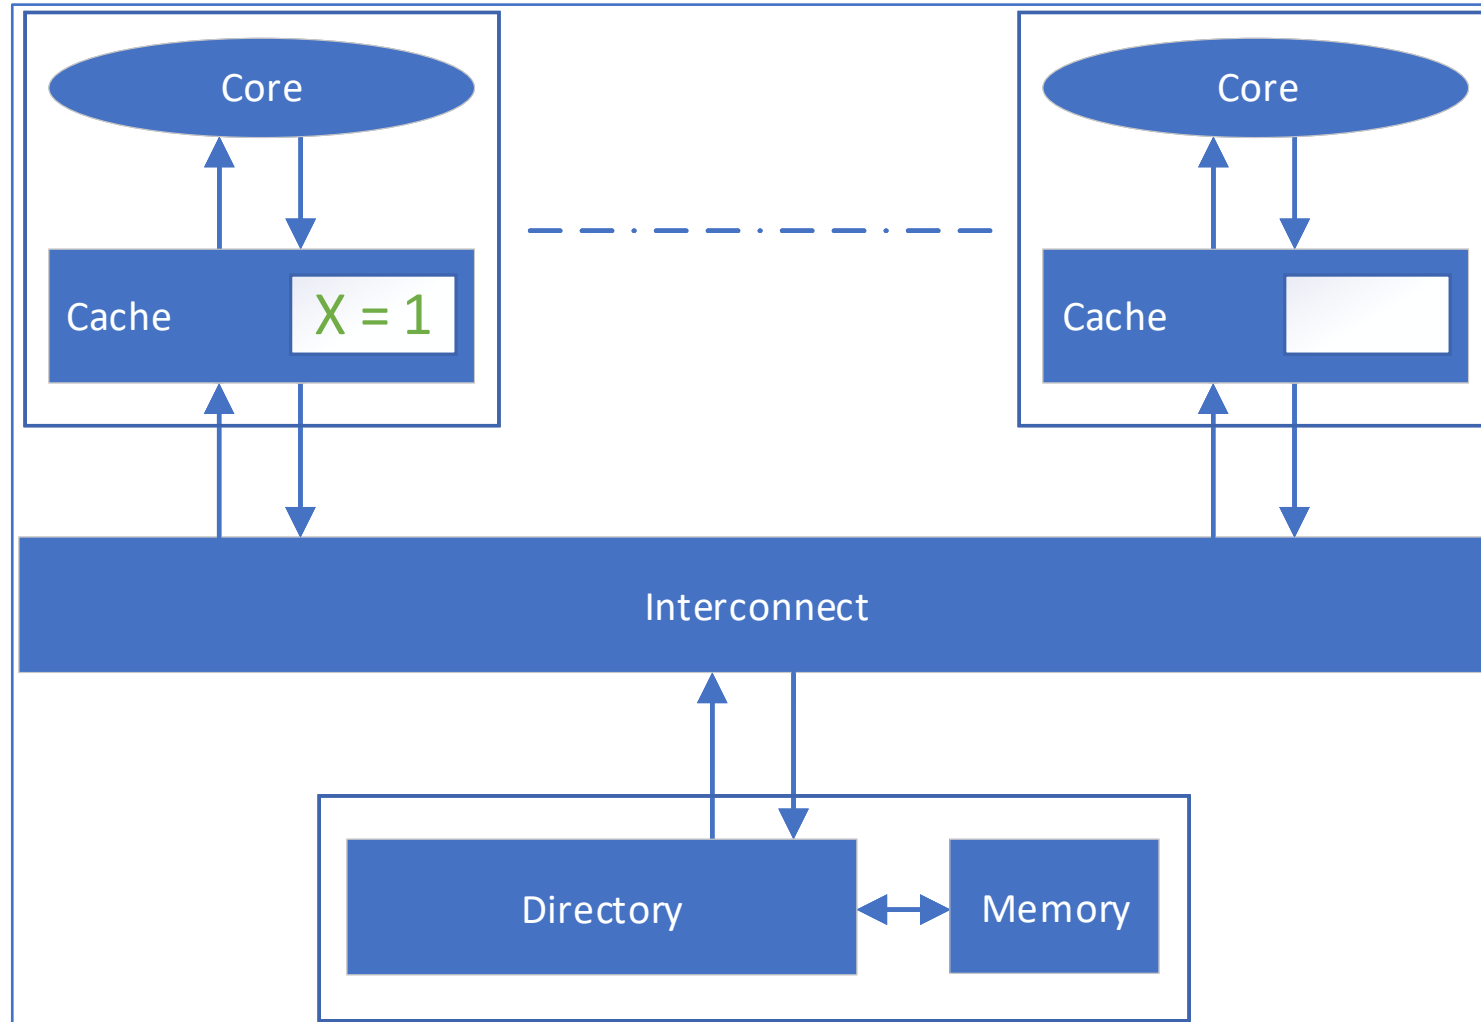 Core
Core
Cache
X = 1
Cache
Interconnect
Directory
Memory